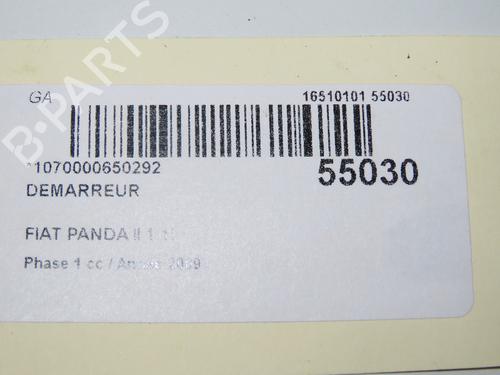 B-PARTS
GA 16510101 55030
*1070000650292 55030
DEMARREUR
FIAT PANDA II
Phase 1 cc / Année 2009